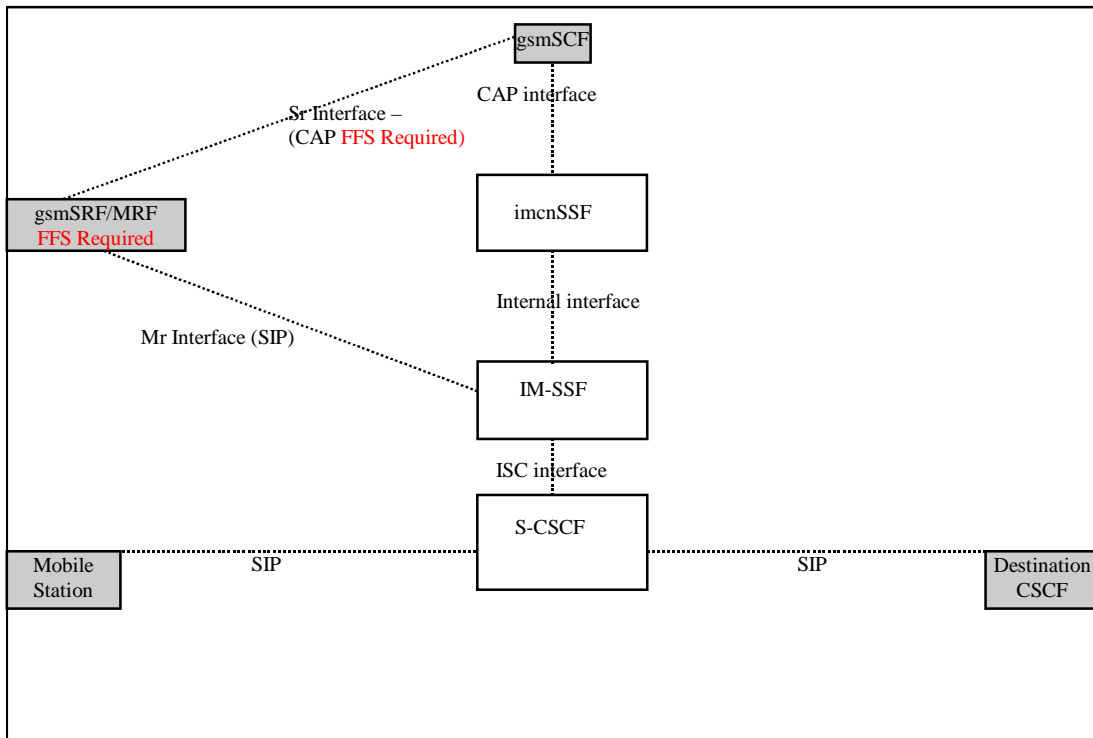 gsmSCF
CAP interface
Sr Interface –
(CAP FFS Required)
gsmSRF/MRF
FFS Required
imcnSSF
Internal interface
Mr Interface (SIP)
IM-SSF
ISC interface
S-CSCF
Mobile
Station
SIP
SIP
Destination
CSCF